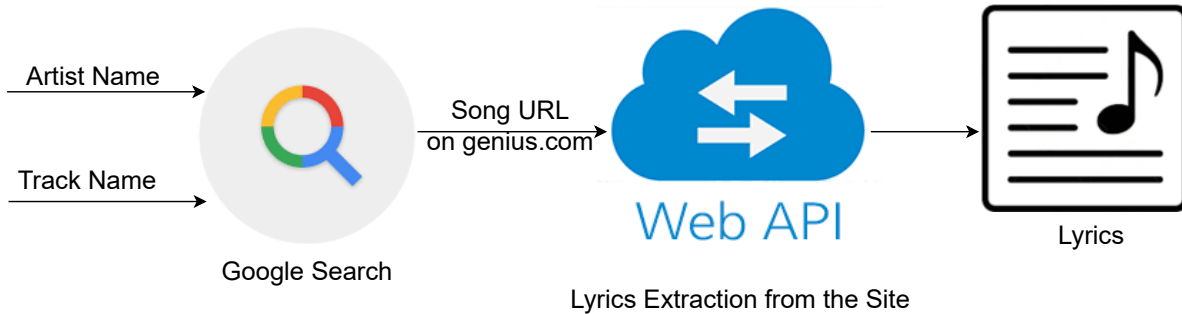 Artist Name
Track Name
Google Search
Song URL
on genius.com
Web API
Lyrics Extraction from the Site
Lyrics